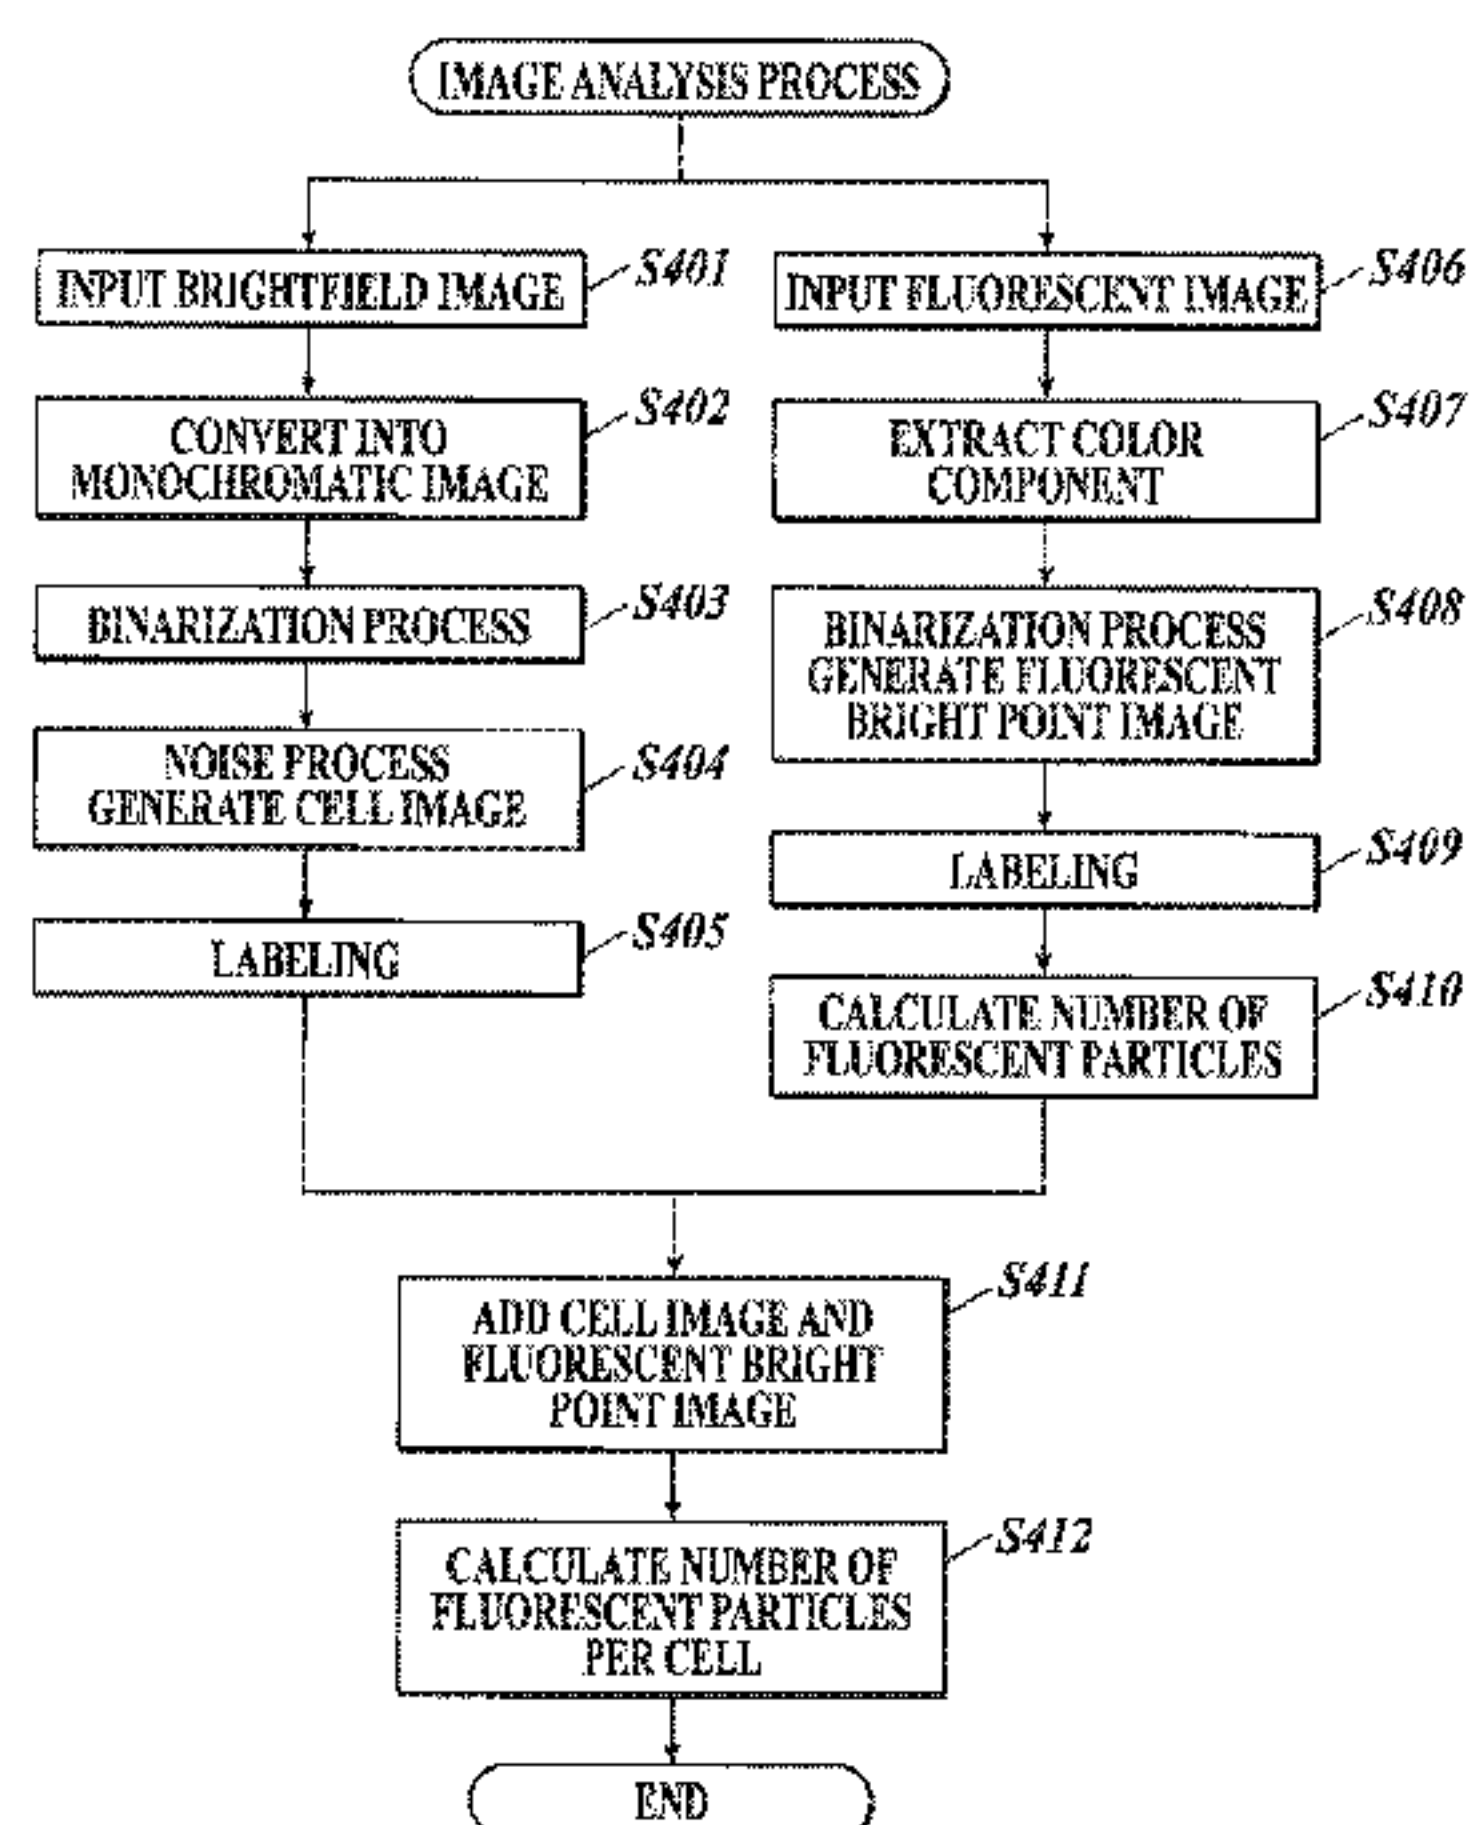 IMAGE ANALYSIS PROCESS
INPUT BRIGHTFIELD IMAGE
S401
CONVERT INTO
MONOCHROMATIC IMAGE
S402
BINARIZATION PROCESS
S403
NOISE PROCESS
GENERATE CELL IMAGE
S404
LABELING
S405
INPUT FLUORESCENT IMAGE
S406
EXTRACT COLOR
COMPONENT
S407
BINARIZATION PROCESS
GENERATE FLUORESCENT
BRIGHT POINT IMAGE
S408
LABELING
S409
CALCULATE NUMBER OF
FLUORESCENT PARTICLES
S410
ADD CELL IMAGE AND
FLUORESCENT BRIGHT
POINT IMAGE
S411
CALCULATE NUMBER OF
FLUORESCENT PARTICLES
PER CELL
S412
END